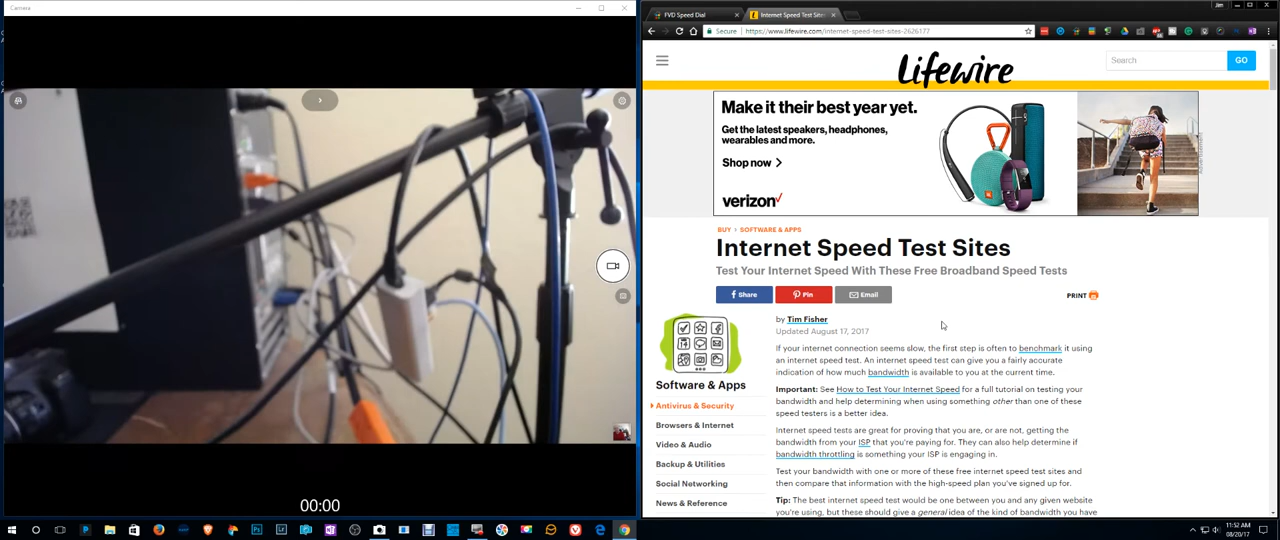 Camera
00:00
Jim
FVD Speed Dial
Internet Speed Test Sites
Secure
https://www.lifewire.com/internet-speed-test-sites-2626177
Lifewire
Search
GO
Make it their best year yet.
Get the latest speakers, headphones,
wearables and more.
Shop now >
verizon✓
JBL
BUY > SOFTWARE & APPS
Internet Speed Test Sites
Test Your Internet Speed With These Free Broadband Speed Tests
Share
Pin
Email
PRINT
Software & Apps
Antivirus & Security
Browsers & Internet
Video & Audio
Backup & Utilities
Social Networking
News & Reference
by Tim Fisher
Updated August 17, 2017
If your internet connection seems slow, the first step is often to benchmark it using
an internet speed test. An internet speed test can give you a fairly accurate
indication of how much bandwidth is available to you at the current time.
Important: See How to Test Your Internet Speed for a full tutorial on testing your
bandwidth and help determining when using something other than one of these
speed testers is a better idea.
Internet speed tests are great for proving that you are, or are not, getting the
bandwidth from your ISP that you're paying for. They can also help determine if
bandwidth throttling is something your ISP is engaging in.
Test your bandwidth with one or more of these free internet speed test sites and
then compare that information with the high-speed plan you've signed up for.
Tip: The best internet speed test would be one between you and any given website
you're using, but these should give a general idea of the kind of bandwidth you have
11:52 AM
08/20/17